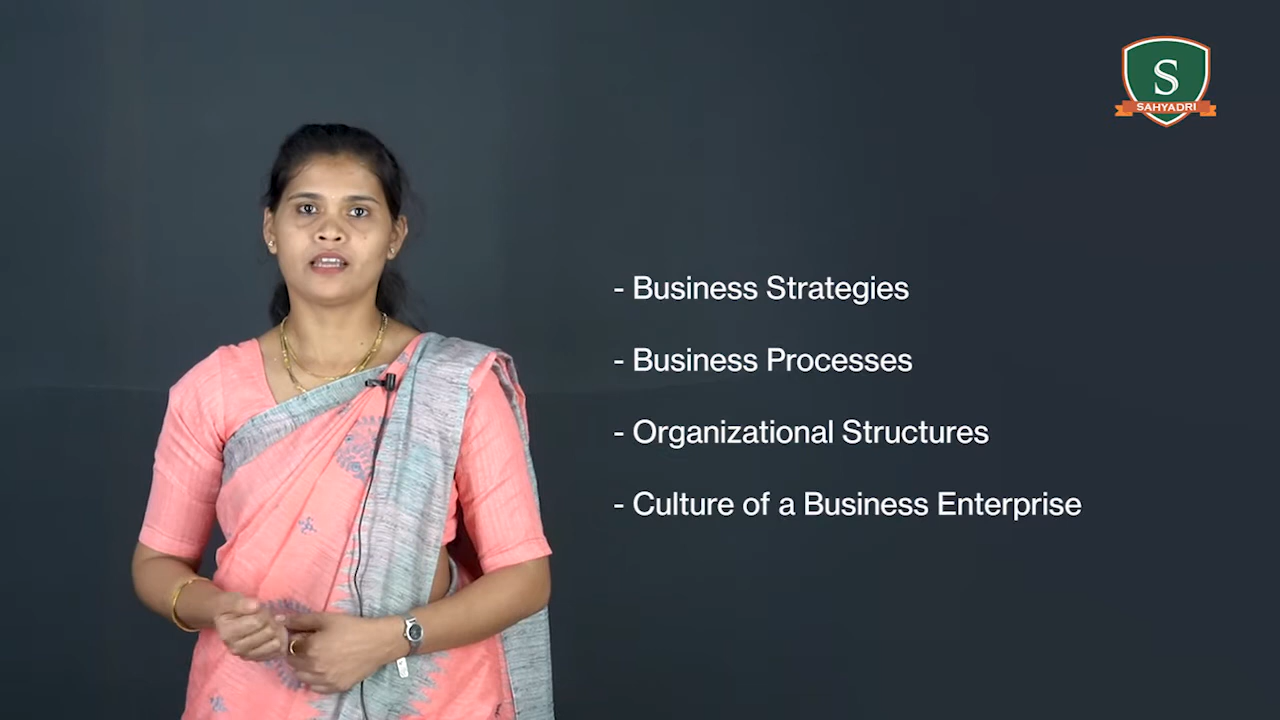 S
SAHYADRI
- Business Strategies
- Business Processes
- Organizational Structures
- Culture of a Business Enterprise